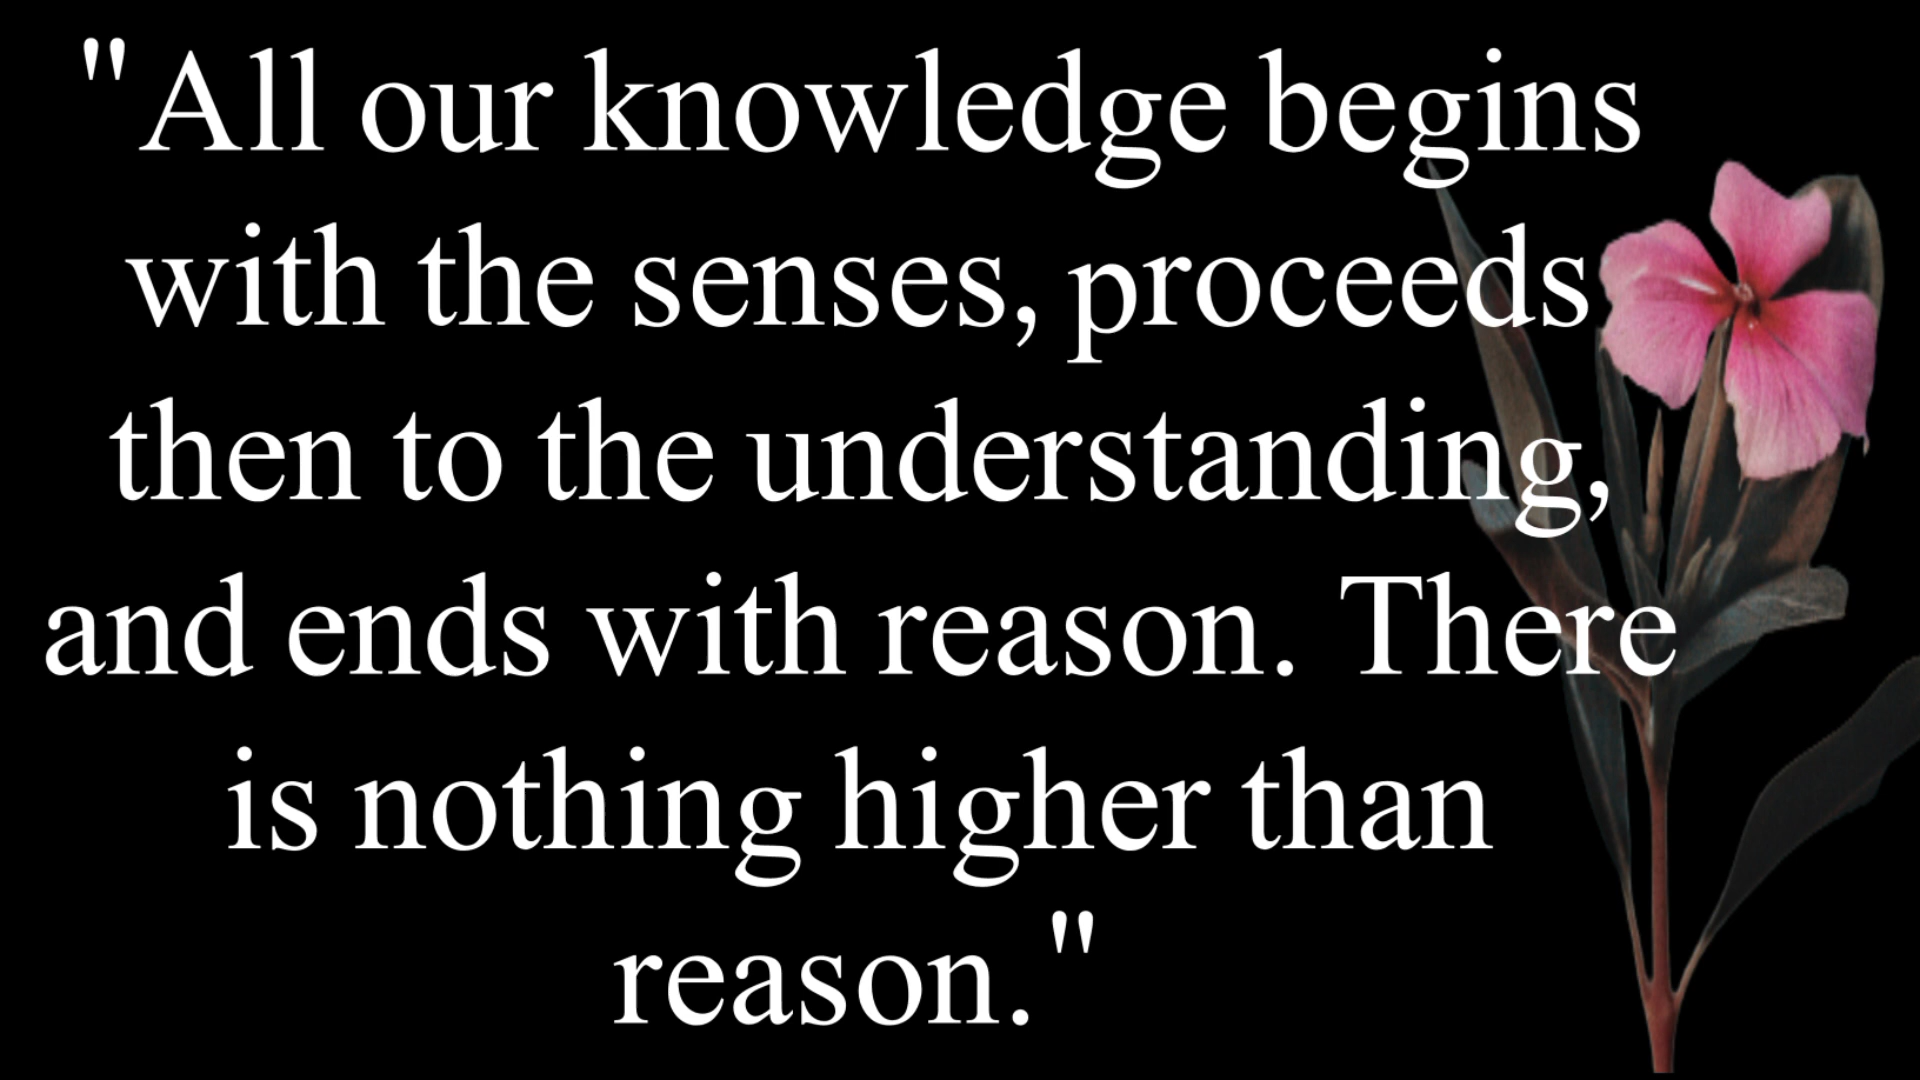 "All our knowledge begins
with the senses, proceeds
then to the understanding,
and ends with reason. There
is nothing higher than
reason."